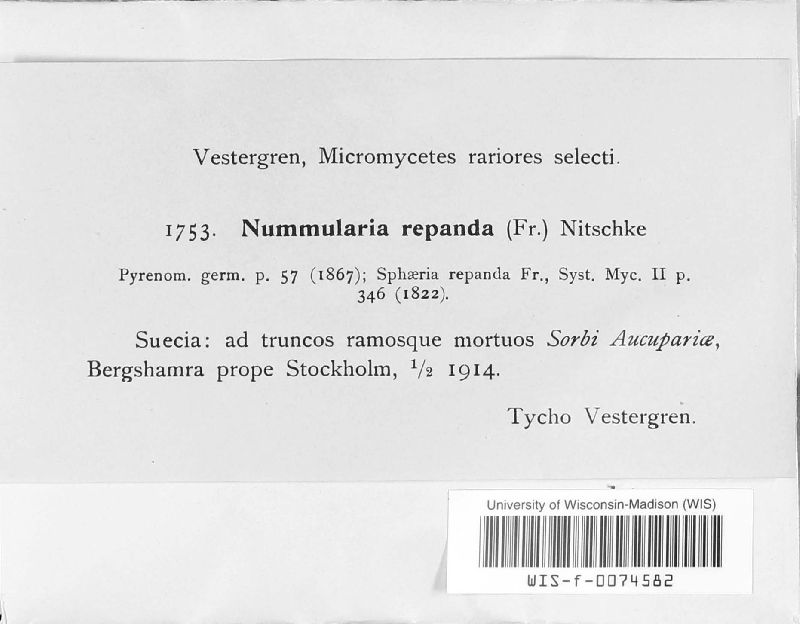 Vestergren, Micromycetes rariores selecti.
1753. Nummularia repanda (Fr.) Nitschke
Pyrenom. germ. p. 57 (1867); Sphæria repanda Fr., Syst. Myc. II p.
346 (1822).
Suecia: ad truncos ramosque mortuos Sorbi Aucupariæ,
Bergshamra prope Stockholm, 1/2 1914.
Tycho Vestergren.
University of Wisconsin-Madison (WIS)
WIS-f-0074582